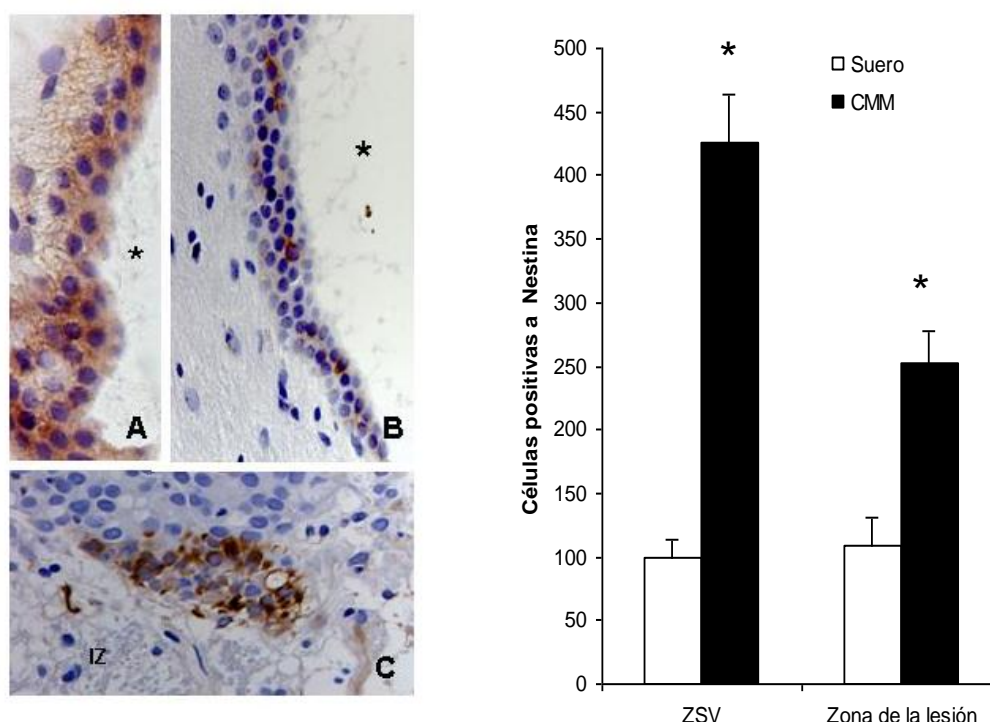 *
A
*
B
IZ
C
Células positivas a Nestina
500
450
400
350
300
250
200
150
100
50
0
*
*
Suero
CMM
ZSV
Zona de la lesión